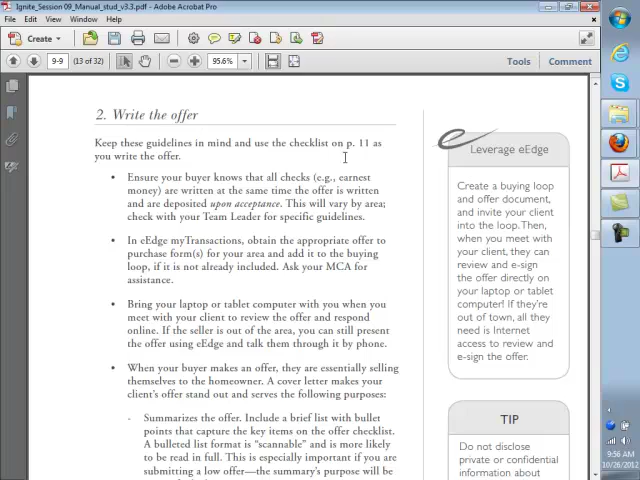 Ignite_Session 09_Manual_stud_v3.3.pdf - Adobe Acrobat Pro
File Edit View Window Help
Create
9-9 (13 of 32) 95.6% Tools Comment
2. Write the offer
Keep these guidelines in mind and use the checklist on p. 11 as
you write the offer.
• Ensure your buyer knows that all checks (e.g., earnest
money) are written at the same time the offer is written
and are deposited upon acceptance. This will vary by area;
check with your Team Leader for specific guidelines.
• In eEdge myTransactions, obtain the appropriate offer to
purchase form(s) for your area and add it to the buying
loop, if it is not already included. Ask your MCA for
assistance.
• Bring your laptop or tablet computer with you when you
meet with your client to review the offer and respond
online. If the seller is out of the area, you can still present
the offer using eEdge and talk them through it by phone.
• When your buyer makes an offer, they are essentially selling
themselves to the homeowner. A cover letter makes your
client's offer stand out and serves the following purposes:
- Summarizes the offer. Include a brief list with bullet
points that capture the key items on the offer checklist.
A bulleted list format is “scannable” and is more likely
to be read in full. This is especially important if you are
submitting a low offer—the summary's purpose will be
e
Leverage eEdge
Create a buying loop
and offer document,
and invite your client
into the loop. Then,
when you meet with
your client, they can
review and e-sign
the offer directly on
your laptop or tablet
computer! If they're
out of town, all they
need is Internet
access to review and
e-sign the offer.
TIP
Do not disclose
private or confidential
information about
9:56 AM
10/26/2012